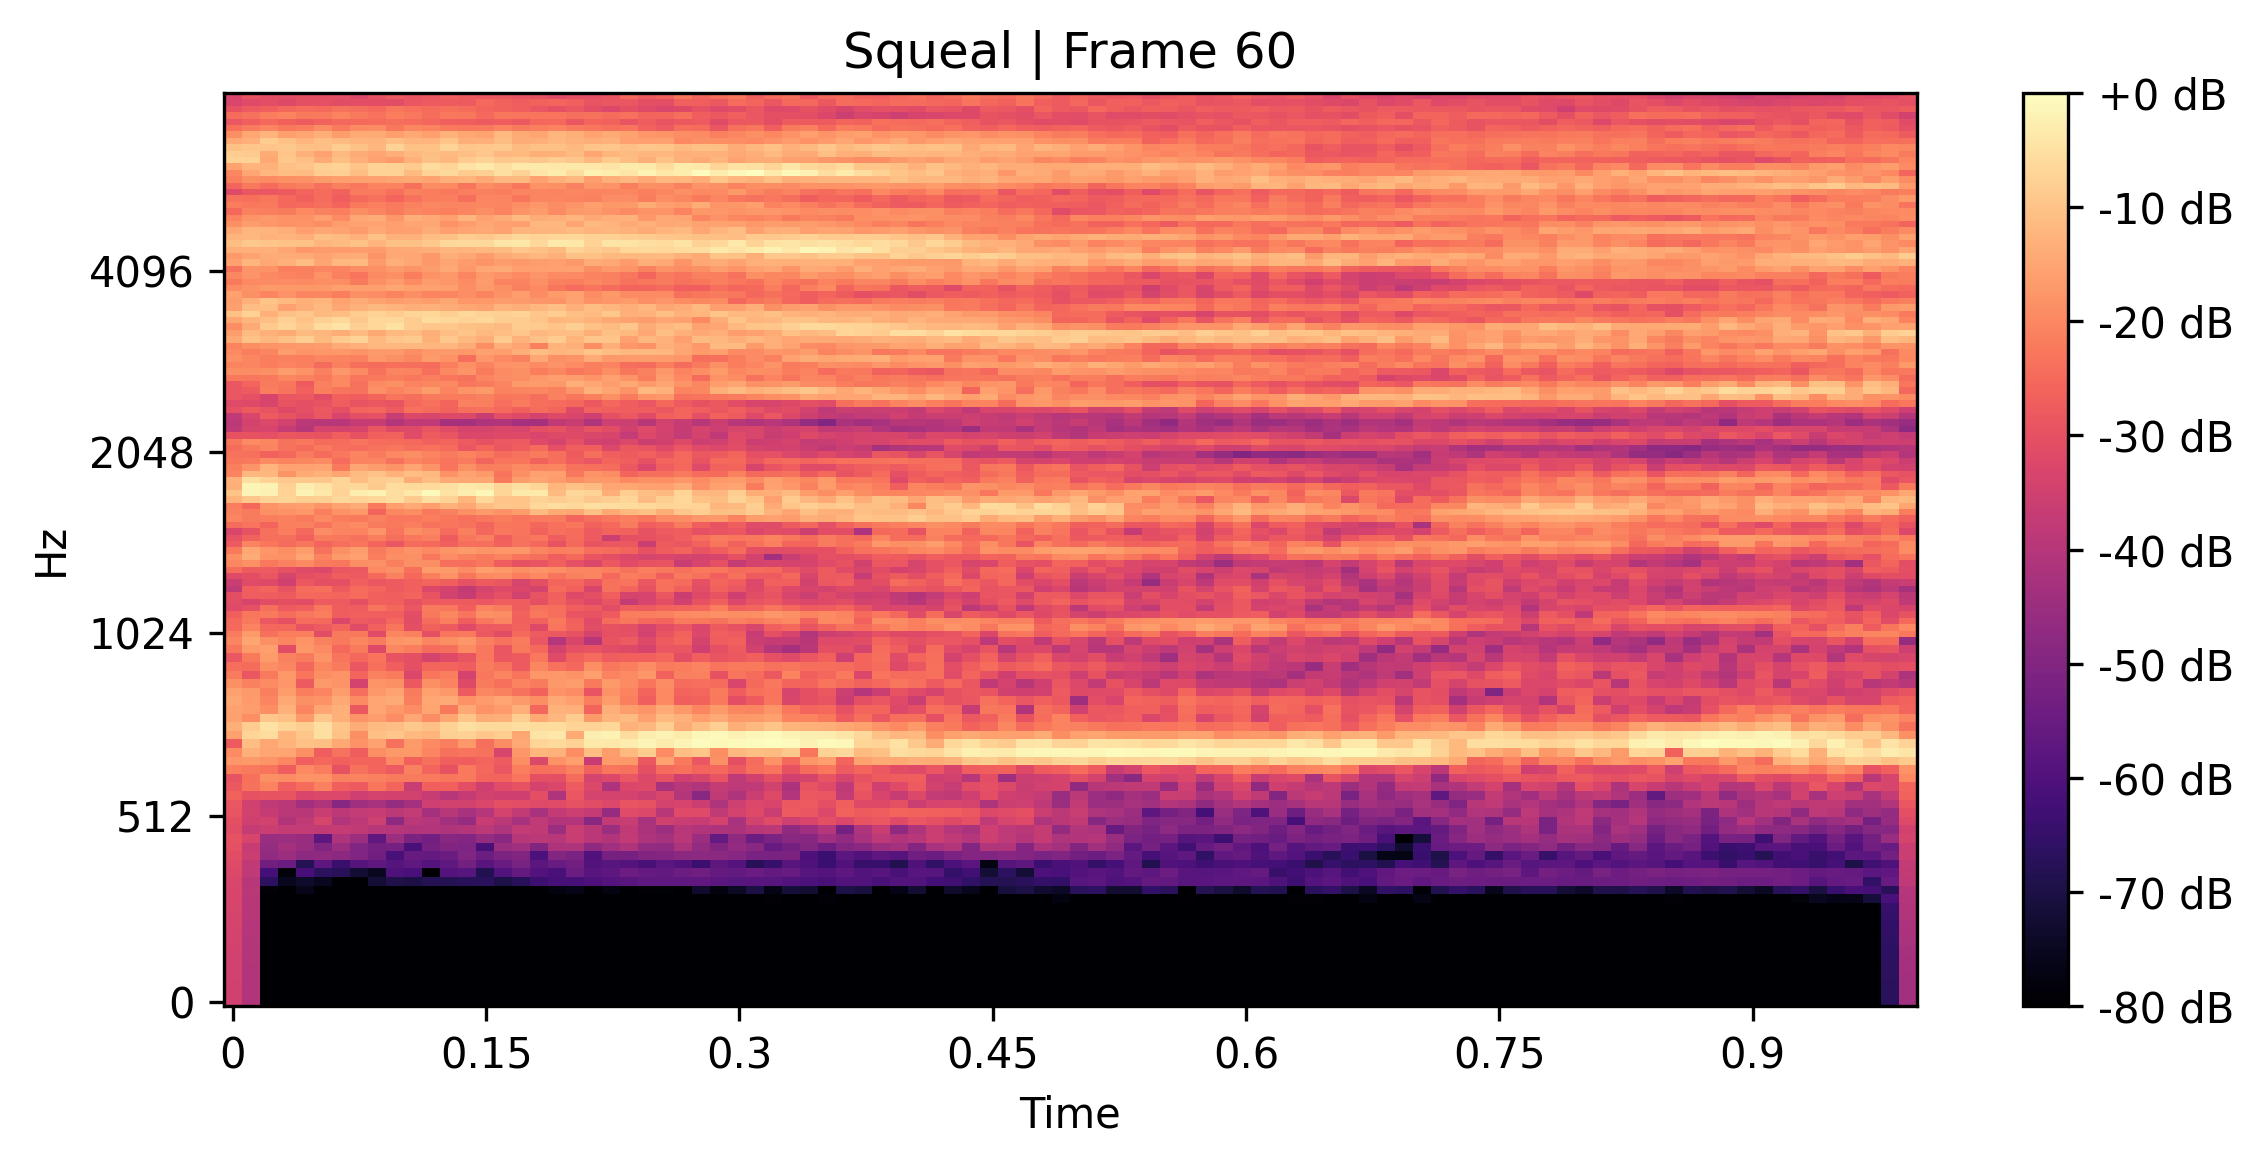 Squeal | Frame 60
+0 dB
-10 dB
-20 dB
-30 dB
-40 dB
-50 dB
-60 dB
-70 dB
-80 dB
Hz
4096
2048
1024
512
0
0 0.15 0.3 0.45 0.6 0.75 0.9
Time